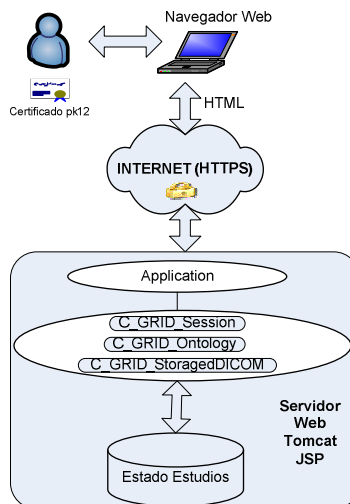 Navegador Web
Certificado pk12
HTML
INTERNET (HTTPS)
Application
C_GRID_Session
C_GRID_Ontology
C_GRID_StoragedDICOM
Servidor
Web
Tomcat
JSP
Estado Estudios